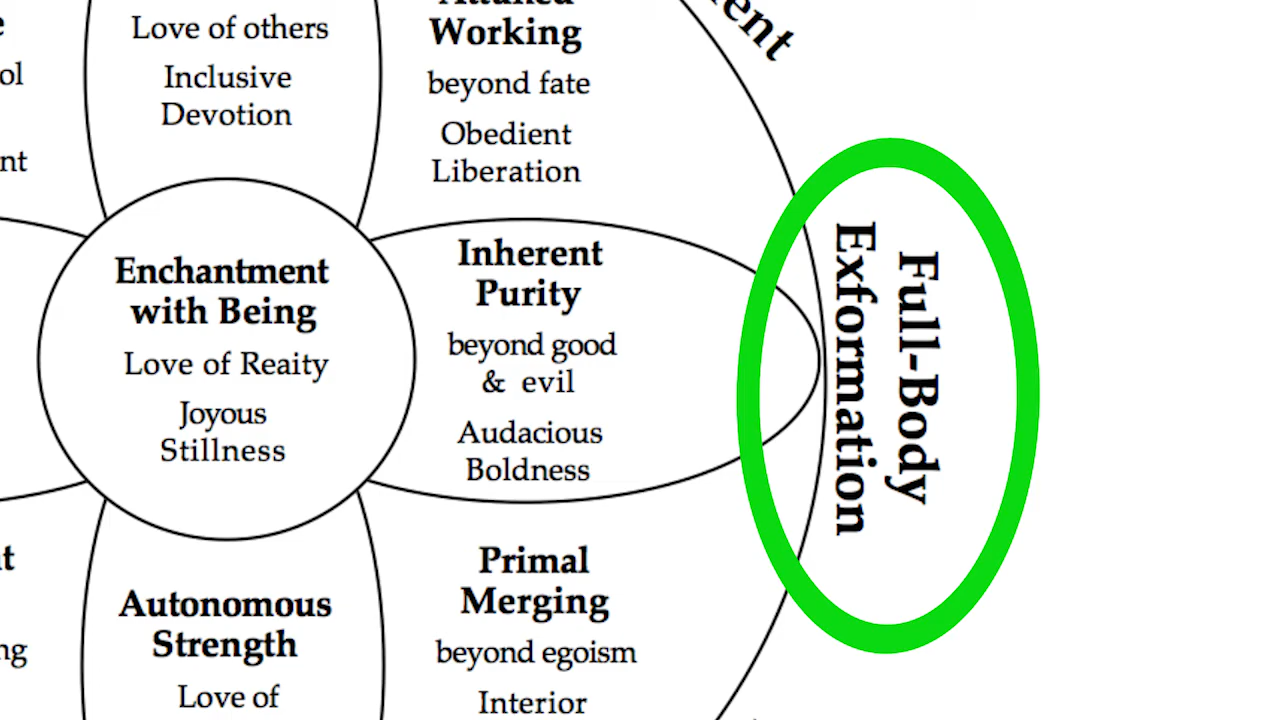 Love of others
Inclusive
Devotion
Working
beyond fate
Obedient
Liberation
Enchantment
with Being
Love of Reaity
Joyous
Stillness
Inherent
Purity
beyond good
& evil
Audacious
Boldness
Full-Body
Exformation
Autonomous
Strength
Love of
Primal
Merging
beyond egoism
Interior